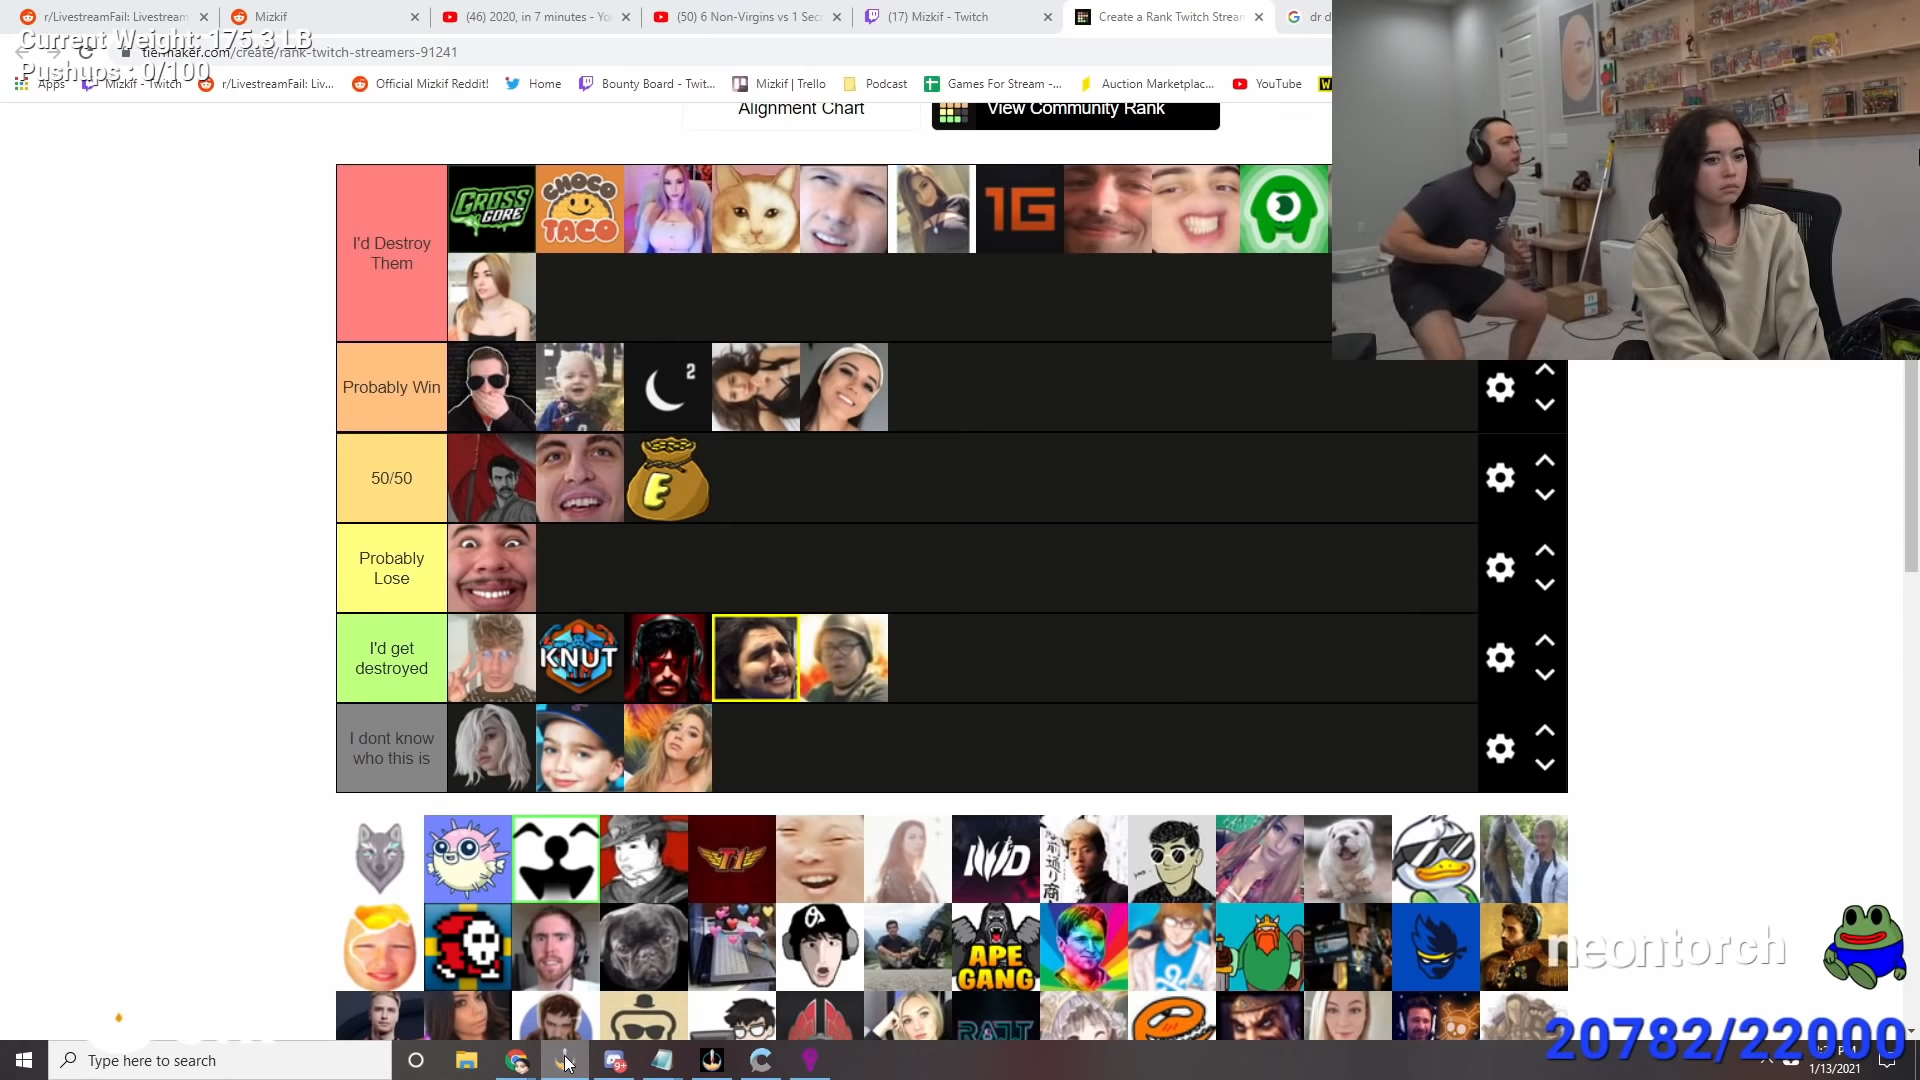 r/LivestreamFail: Livestream
Mizkif
(46) 2020, in 7 minutes - Yo
(50) 6 Non-Virgins vs 1 Sec
(17) Mizkif - Twitch
Create a Rank Twitch Strea
dr d
Current Weight: 175.3 LB
tiermaker.com/create/rank-twitch-streamers-91241
Pushups : 0/100
Apps
Mizkif - Twitch
r/LivestreamFail: Liv...
Official Mizkif Reddit!
Home
Bounty Board - Twit...
Mizkif | Trello
Podcast
Games For Stream -...
Auction Marketplac...
YouTube
W
Alignment Chart
View Community Rank
I'd Destroy
Them
GROSS
GORE
CHOCO
TACO
1G
Probably Win
2
50/50
E
Probably
Lose
I'd get
destroyed
KNUT
I dont know
who this is
T1
APE
GANG
neontorch
20782/22000
Type here to search
9+
PM
1/13/2021